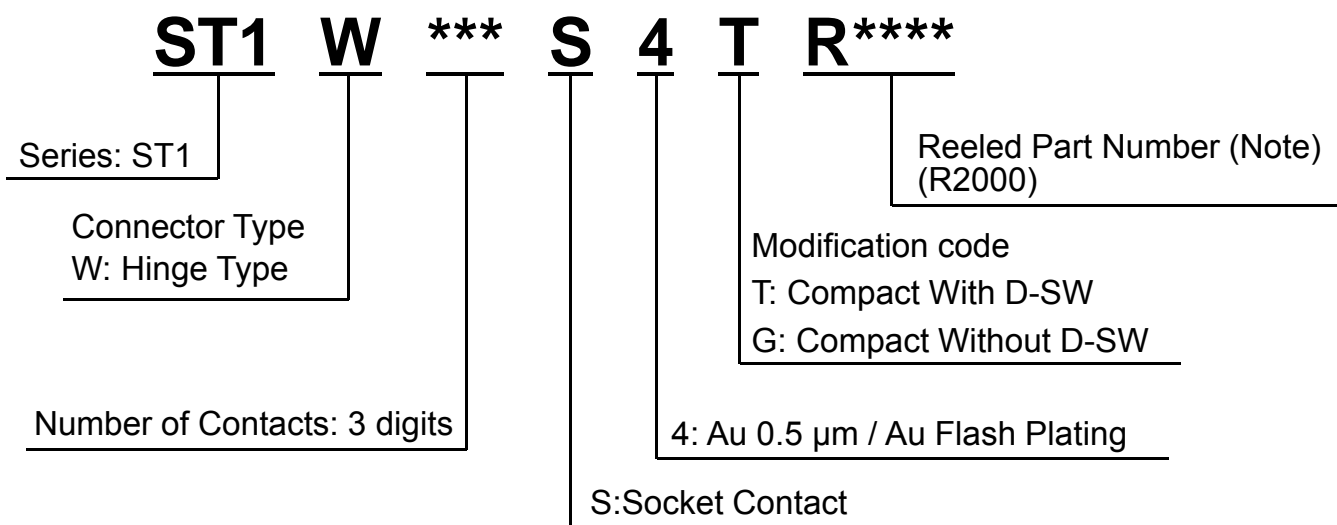 ST1 W *** S 4 T R****
Series: ST1
Reeled Part Number (Note)
(R2000)
Connector Type
W: Hinge Type
Modification code
T: Compact With D-SW
G: Compact Without D-SW
Number of Contacts: 3 digits
4: Au 0.5 μm / Au Flash Plating
S:Socket Contact